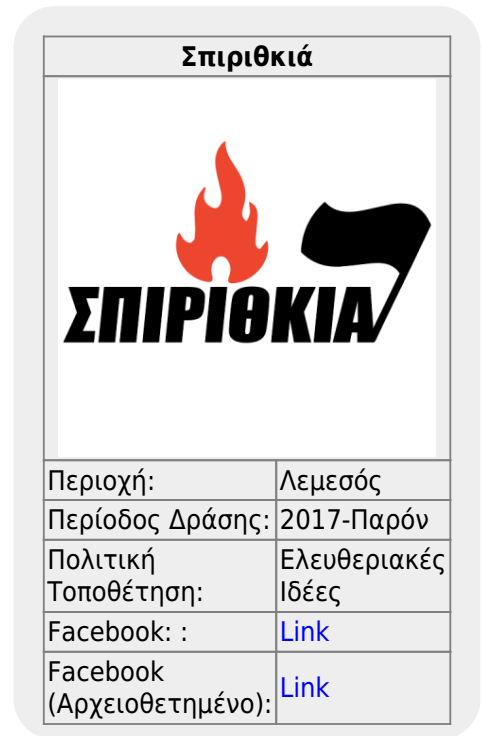 Σπιριθκιά
ΣΠΙΡΙΘΚΙΑ
Περιοχή: Λεμεσός
Περίοδος Δράσης: 2017-Παρόν
Πολιτική Τοποθέτηση: Ελευθεριακές Ιδέες
Facebook: : Link
Facebook (Αρχειοθετημένο): Link